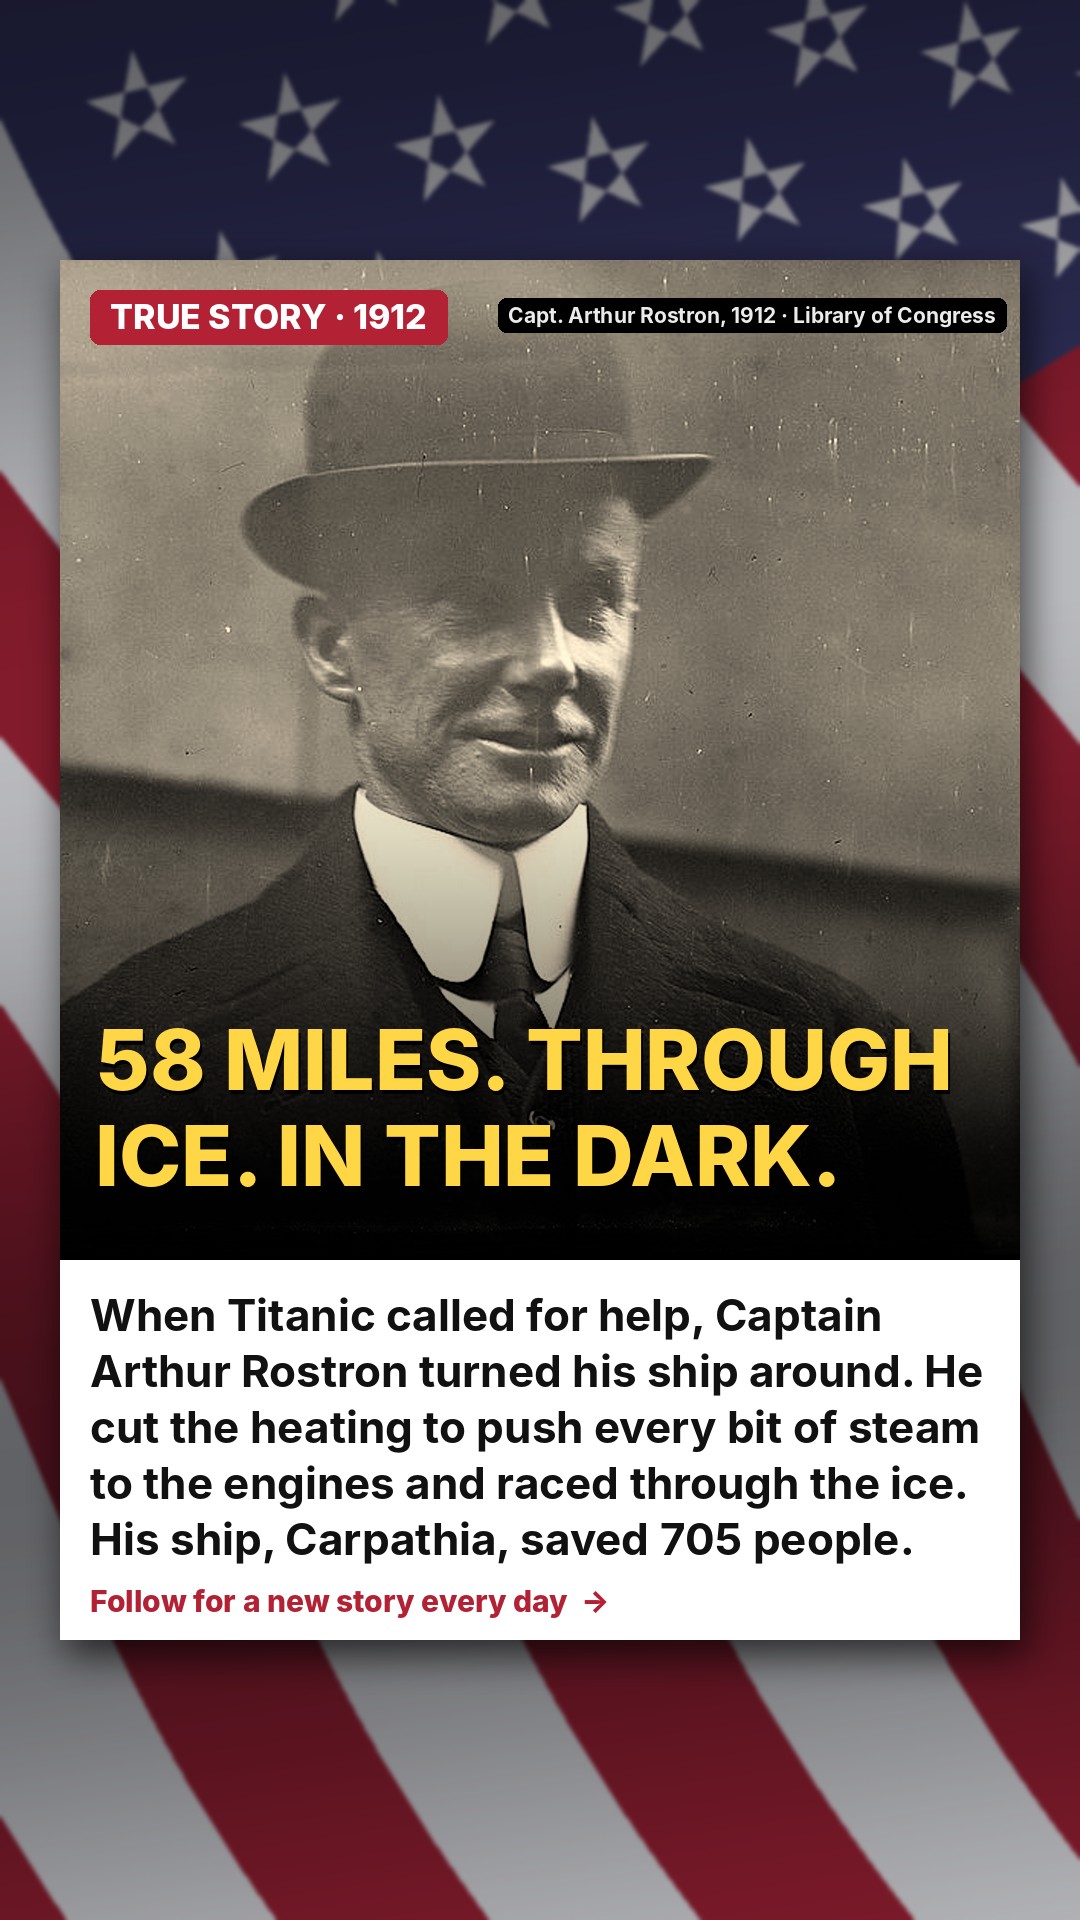 TRUE STORY · 1912
Capt. Arthur Rostron, 1912 · Library of Congress
58 MILES. THROUGH
ICE. IN THE DARK.
When Titanic called for help, Captain
Arthur Rostron turned his ship around. He
cut the heating to push every bit of steam
to the engines and raced through the ice.
His ship, Carpathia, saved 705 people.
Follow for a new story every day →